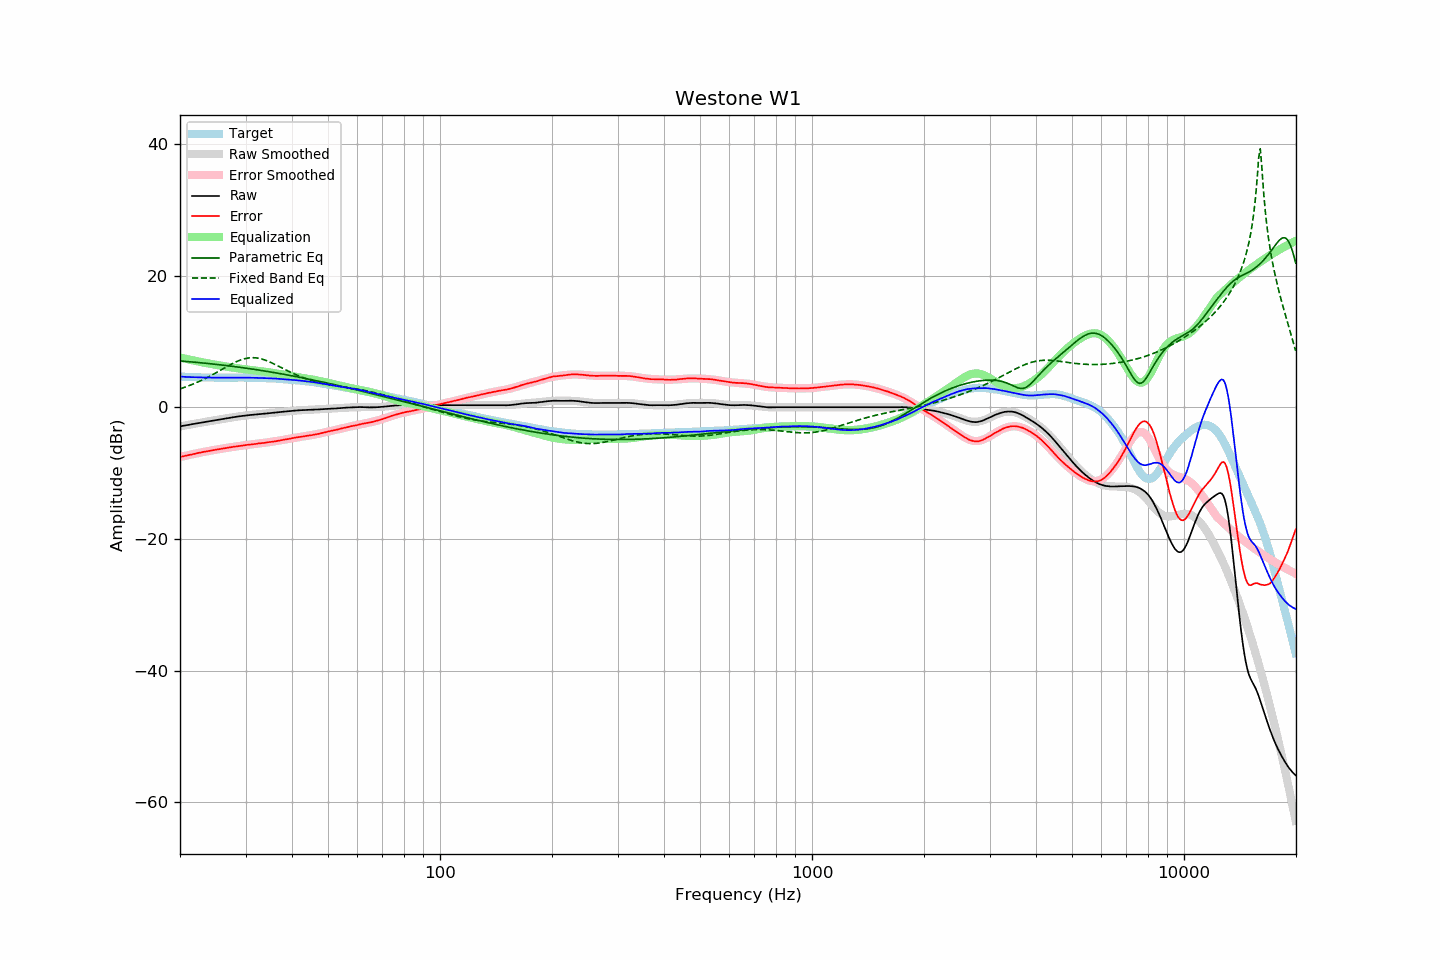 Westone W1
Target
Raw Smoothed
Error Smoothed
Raw
Error
Equalization
Parametric Eq
Fixed Band Eq
Equalized
40
20
0
−20
−40
−60
Amplitude (dBr)
100
1000
10000
Frequency (Hz)